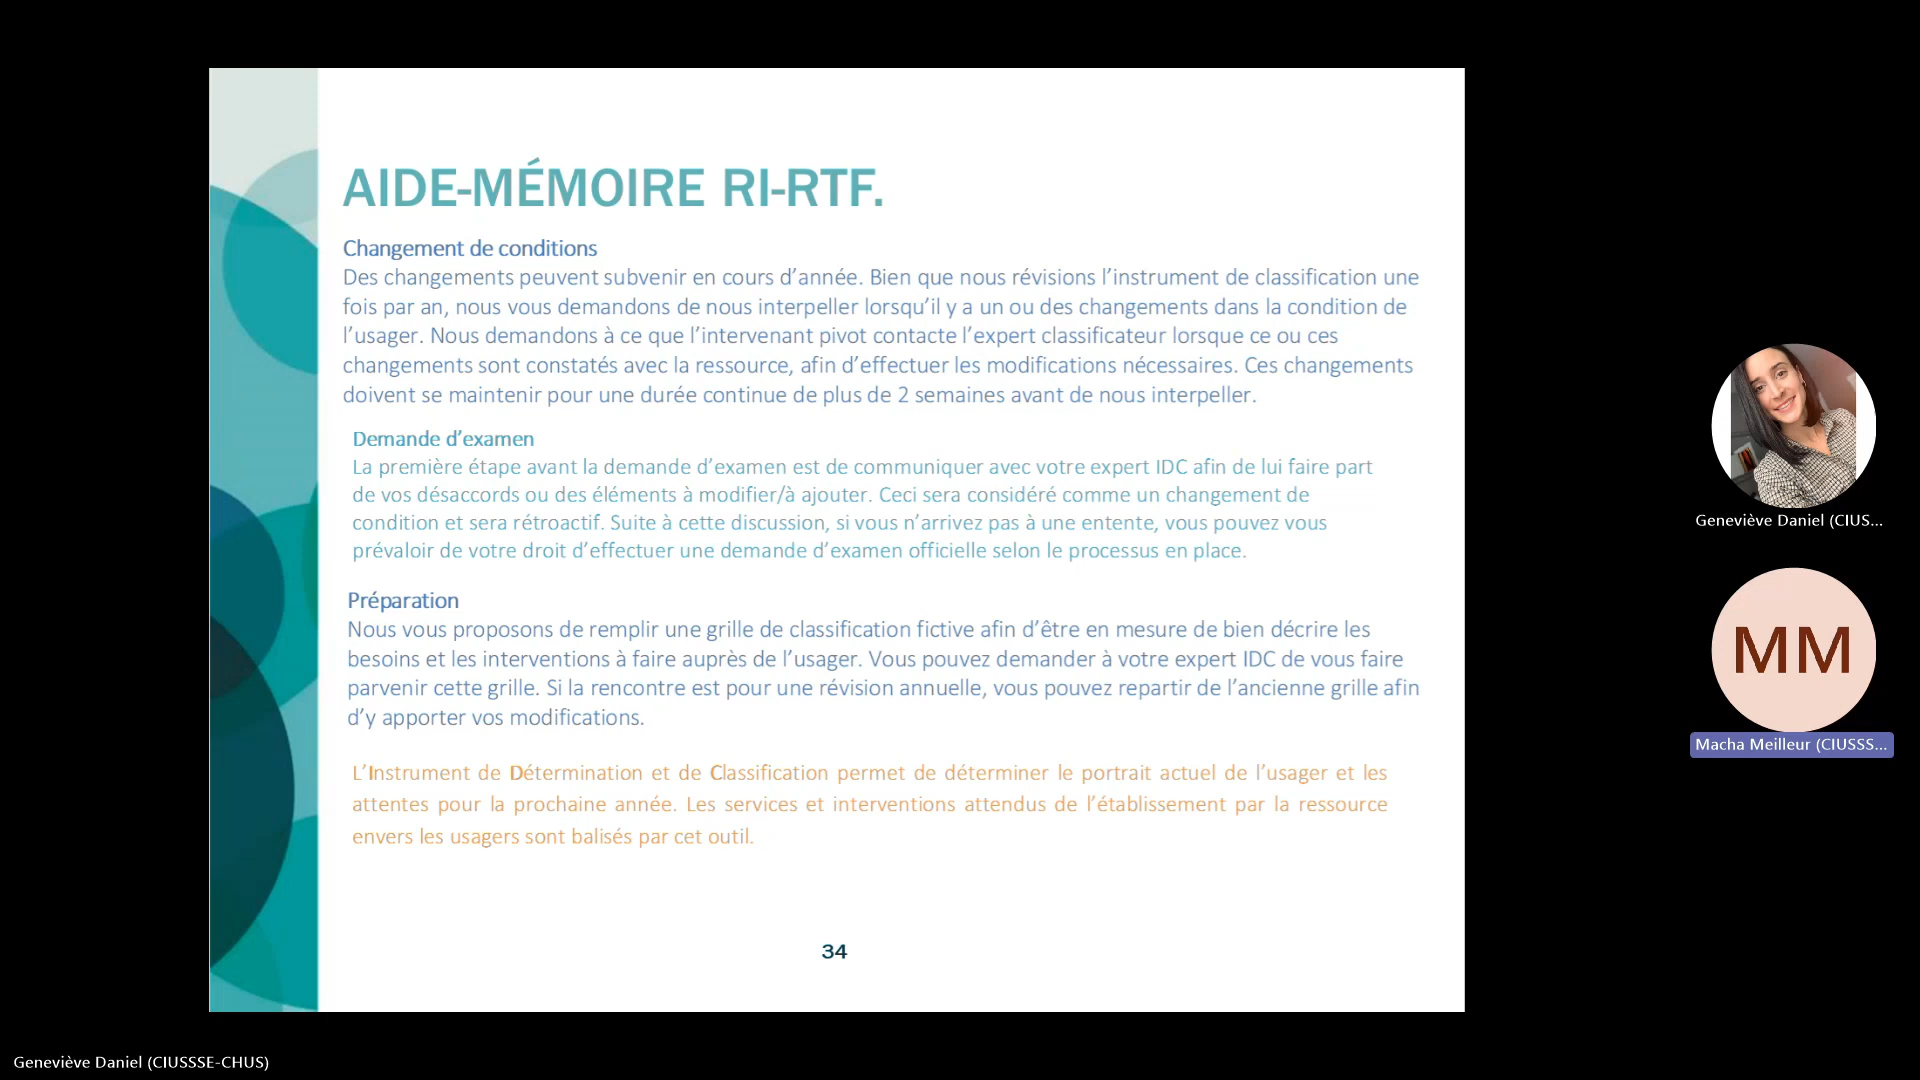 AIDE-MÉMOIRE RI-RTF.
Changement de conditions
Des changements peuvent subvenir en cours d’année. Bien que nous révisions l’instrument de classification une
fois par an, nous vous demandons de nous interpeller lorsqu’il y a un ou des changements dans la condition de
l’usager. Nous demandons à ce que l’intervenant pivot contacte l’expert classificateur lorsque ce ou ces
changements sont constatés avec la ressource, afin d’effectuer les modifications nécessaires. Ces changements
doivent se maintenir pour une durée continue de plus de 2 semaines avant de nous interpeller.
Demande d’examen
La première étape avant la demande d’examen est de communiquer avec votre expert IDC afin de lui faire part
de vos désaccords ou des éléments à modifier/à ajouter. Ceci sera considéré comme un changement de
condition et sera rétroactif. Suite à cette discussion, si vous n’arrivez pas à une entente, vous pouvez vous
prévaloir de votre droit d’effectuer une demande d’examen officielle selon le processus en place.
Préparation
Nous vous proposons de remplir une grille de classification fictive afin d’être en mesure de bien décrire les
besoins et les interventions à faire auprès de l’usager. Vous pouvez demander à votre expert IDC de vous faire
parvenir cette grille. Si la rencontre est pour une révision annuelle, vous pouvez repartir de l’ancienne grille afin
d’y apporter vos modifications.
L’Instrument de Détermination et de Classification permet de déterminer le portrait actuel de l’usager et les
attentes pour la prochaine année. Les services et interventions attendus de l’établissement par la ressource
envers les usagers sont balisés par cet outil.
34
Geneviève Daniel (CIUS...
MM
Macha Meilleur (CIUSSS...
Geneviève Daniel (CIUSSSE-CHUS)